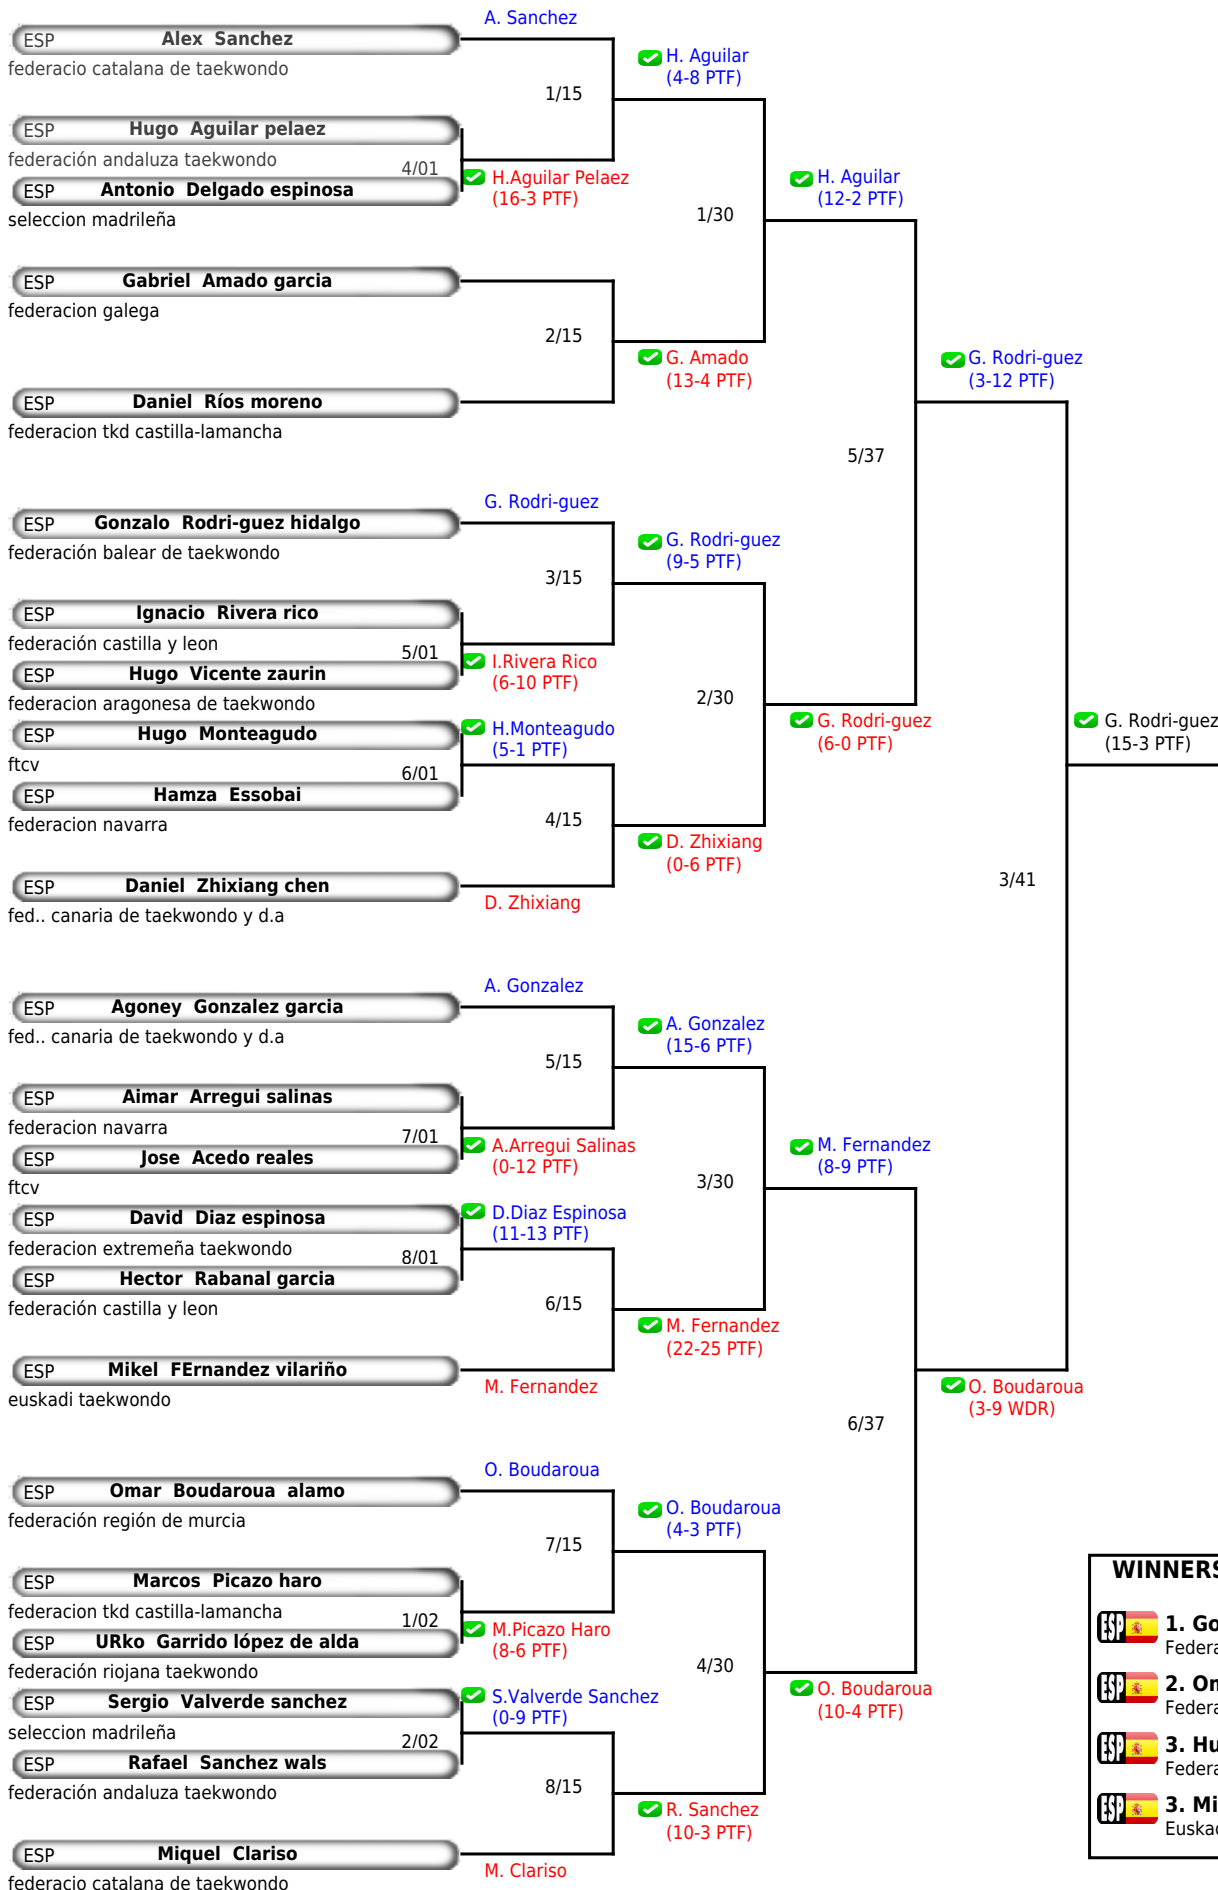 A. Sanchez
ESP Alex Sanchez
federacio catalana de taekwondo
H. Aguilar
(4-8 PTF)
1/15
ESP Hugo Aguilar pelaez
federación andaluza taekwondo
4/01
H.Aguilar Pelaez
(16-3 PTF)
ESP Antonio Delgado espinosa
seleccion madrileña
H. Aguilar
(12-2 PTF)
1/30
ESP Gabriel Amado garcia
federacion galega
2/15
G. Amado
(13-4 PTF)
ESP Daniel Ríos moreno
federacion tkd castilla-lamancha
G. Rodri-guez
(3-12 PTF)
5/37
G. Rodri-guez
ESP Gonzalo Rodri-guez hidalgo
federación balear de taekwondo
G. Rodri-guez
(9-5 PTF)
3/15
ESP Ignacio Rivera rico
federación castilla y leon
5/01
I.Rivera Rico
(6-10 PTF)
ESP Hugo Vicente zaurin
federacion aragonesa de taekwondo
2/30
G. Rodri-guez
(6-0 PTF)
G. Rodri-guez
(15-3 PTF)
ESP Hugo Monteagudo
ftcv
H.Monteagudo
(5-1 PTF)
6/01
ESP Hamza Essobai
federacion navarra
4/15
D. Zhixiang
(0-6 PTF)
ESP Daniel Zhixiang chen
fed.. canaria de taekwondo y d.a
D. Zhixiang
3/41
A. Gonzalez
ESP Agoney Gonzalez garcia
fed.. canaria de taekwondo y d.a
A. Gonzalez
(15-6 PTF)
5/15
ESP Aimar Arregui salinas
federacion navarra
7/01
A.Arregui Salinas
(0-12 PTF)
ESP Jose Acedo reales
ftcv
3/30
M. Fernandez
(8-9 PTF)
ESP David Diaz espinosa
federacion extremeña taekwondo
D.Diaz Espinosa
(11-13 PTF)
8/01
ESP Hector Rabanal garcia
federación castilla y leon
6/15
M. Fernandez
(22-25 PTF)
ESP Mikel FErnandez vilariño
euskadi taekwondo
M. Fernandez
O. Boudaroua
(3-9 WDR)
6/37
O. Boudaroua
ESP Omar Boudaroua alamo
federación región de murcia
O. Boudaroua
(4-3 PTF)
7/15
ESP Marcos Picazo haro
federacion tkd castilla-lamancha
1/02
M.Picazo Haro
(8-6 PTF)
ESP URko Garrido lópez de alda
federación riojana taekwondo
4/30
O. Boudaroua
(10-4 PTF)
ESP Sergio Valverde sanchez
seleccion madrileña
S.Valverde Sanchez
(0-9 PTF)
2/02
ESP Rafael Sanchez wals
federación andaluza taekwondo
8/15
R. Sanchez
(10-3 PTF)
ESP Miquel Clariso
federacio catalana de taekwondo
M. Clariso
WINNERS
ESP 1. Go
Federa
ESP 2. Om
Federa
ESP 3. Hu
Federa
ESP 3. Mi
Euskad